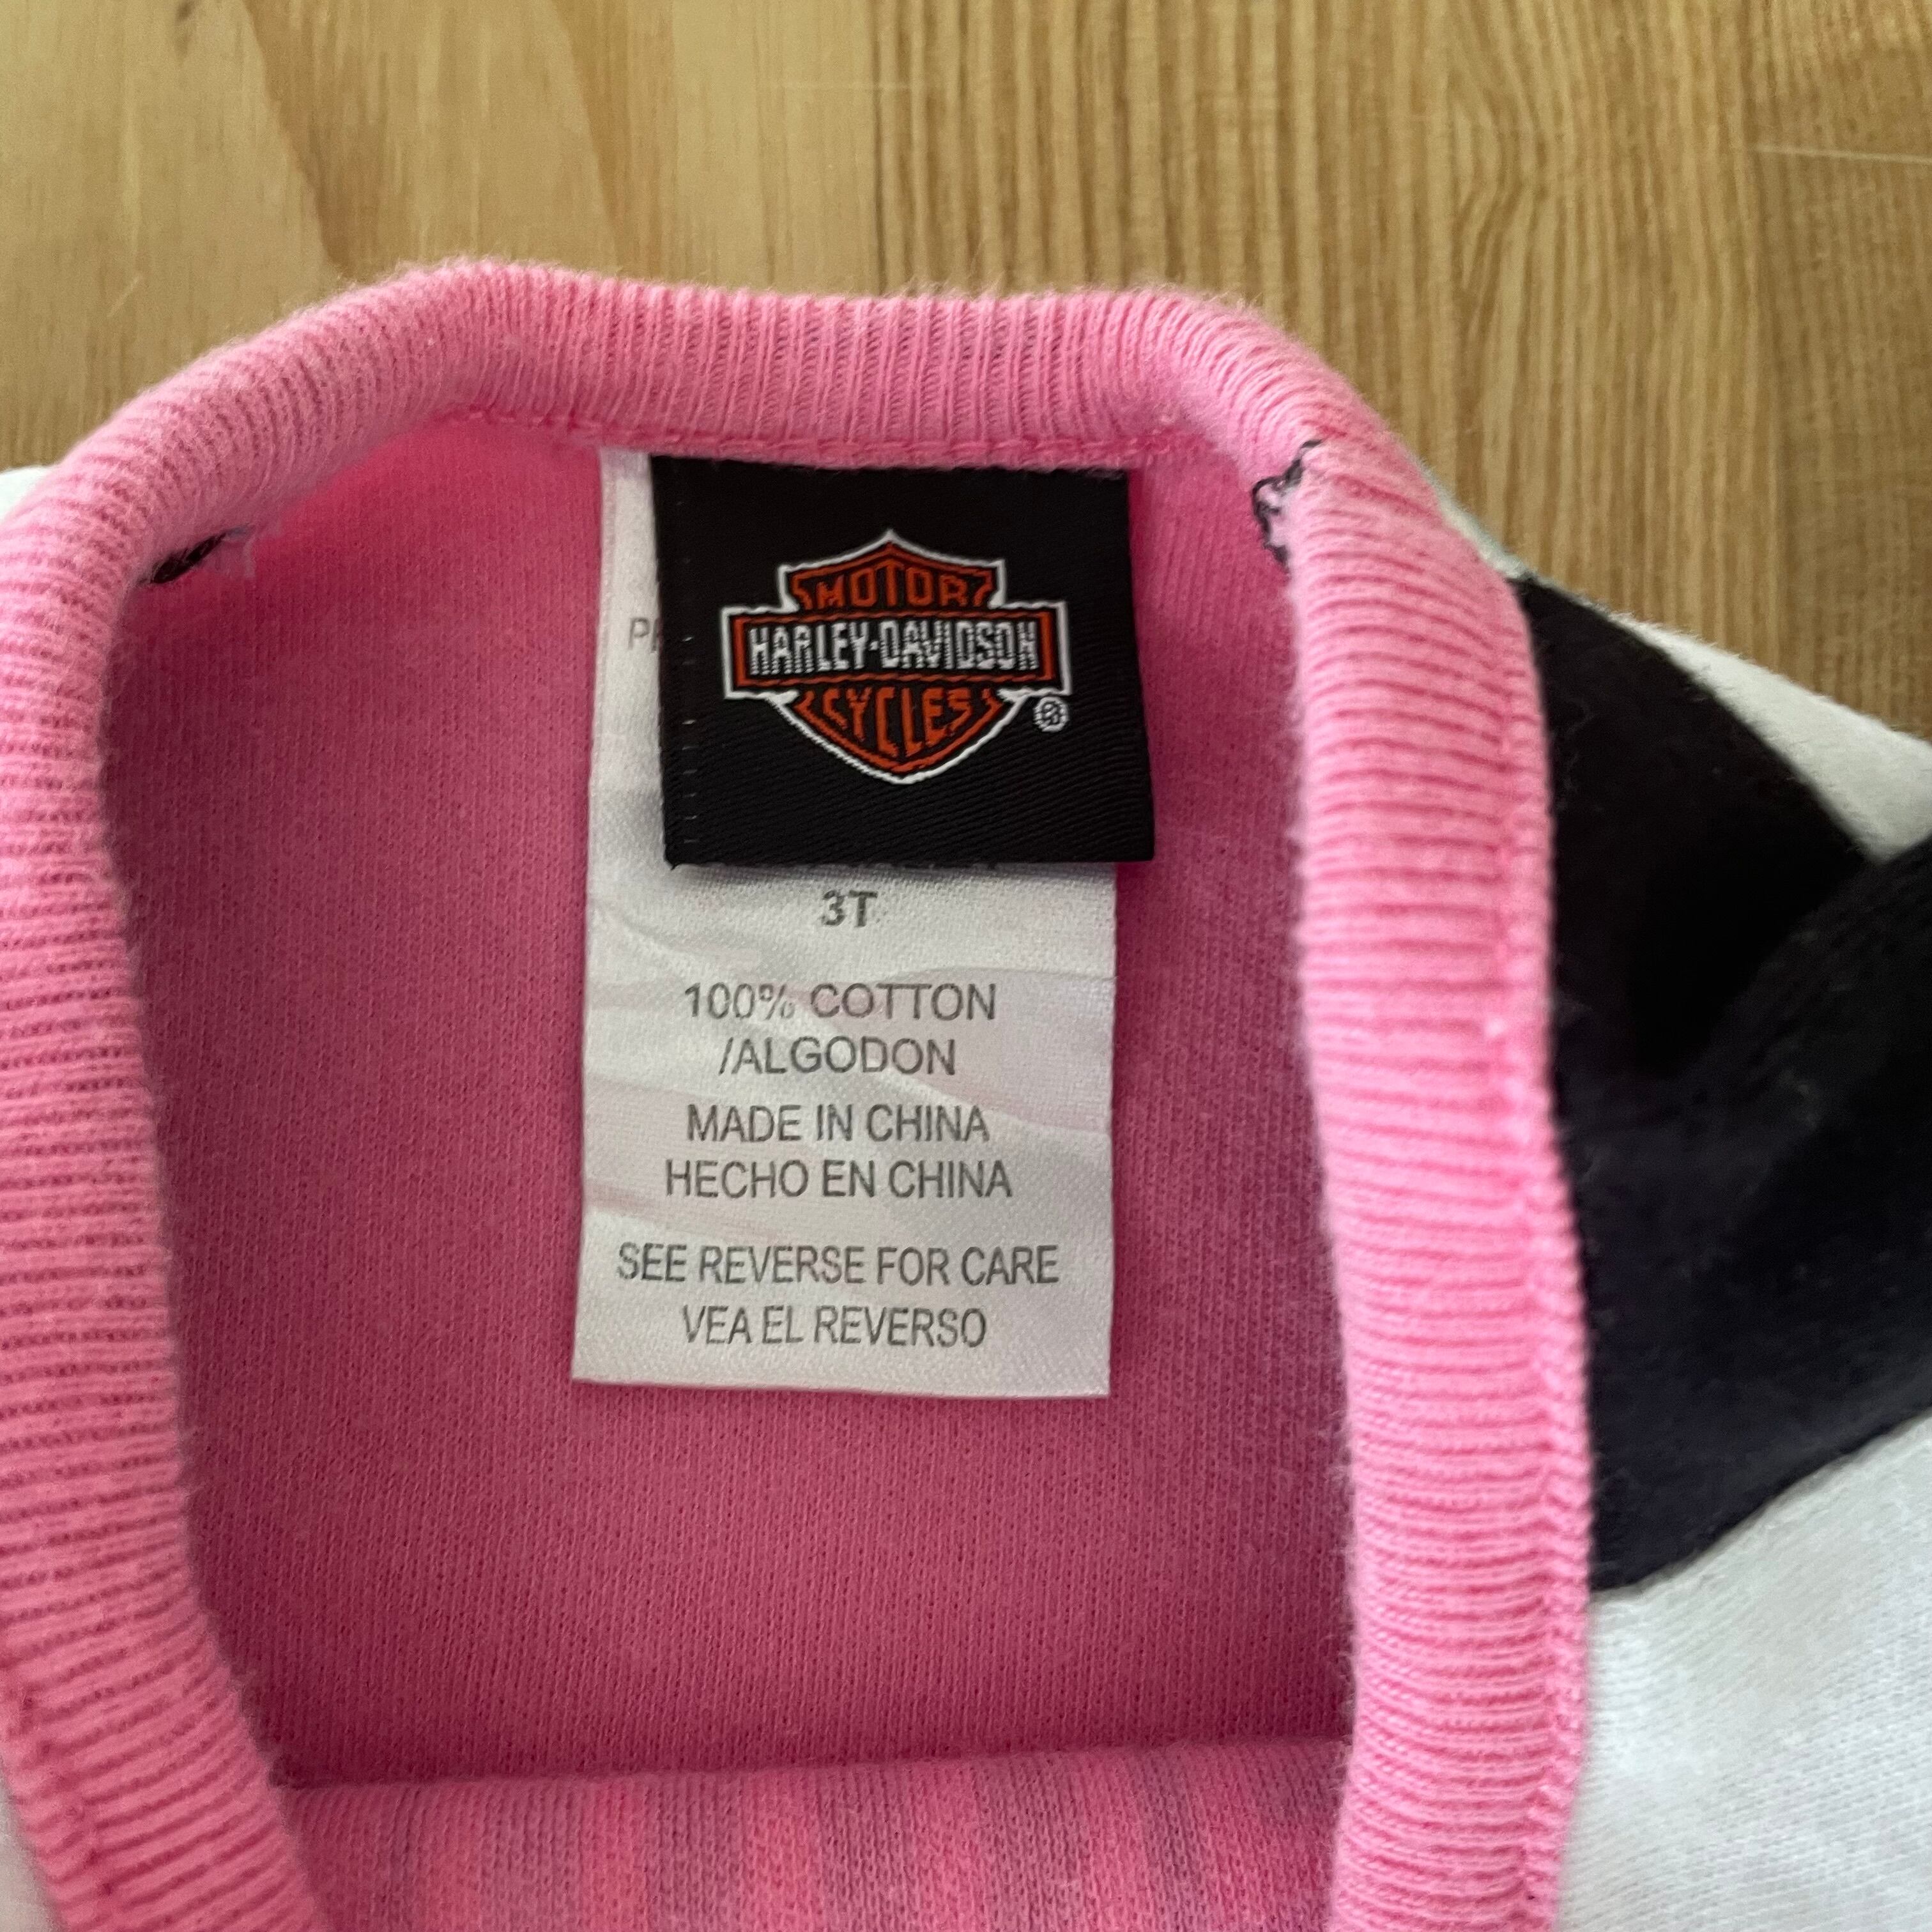 MOTOR
HARLEY-DAVIDSON
CYCLES
®
3T
100% COTTON
/ALGODON
MADE IN CHINA
HECHO EN CHINA
SEE REVERSE FOR CARE
VEA EL REVERSO